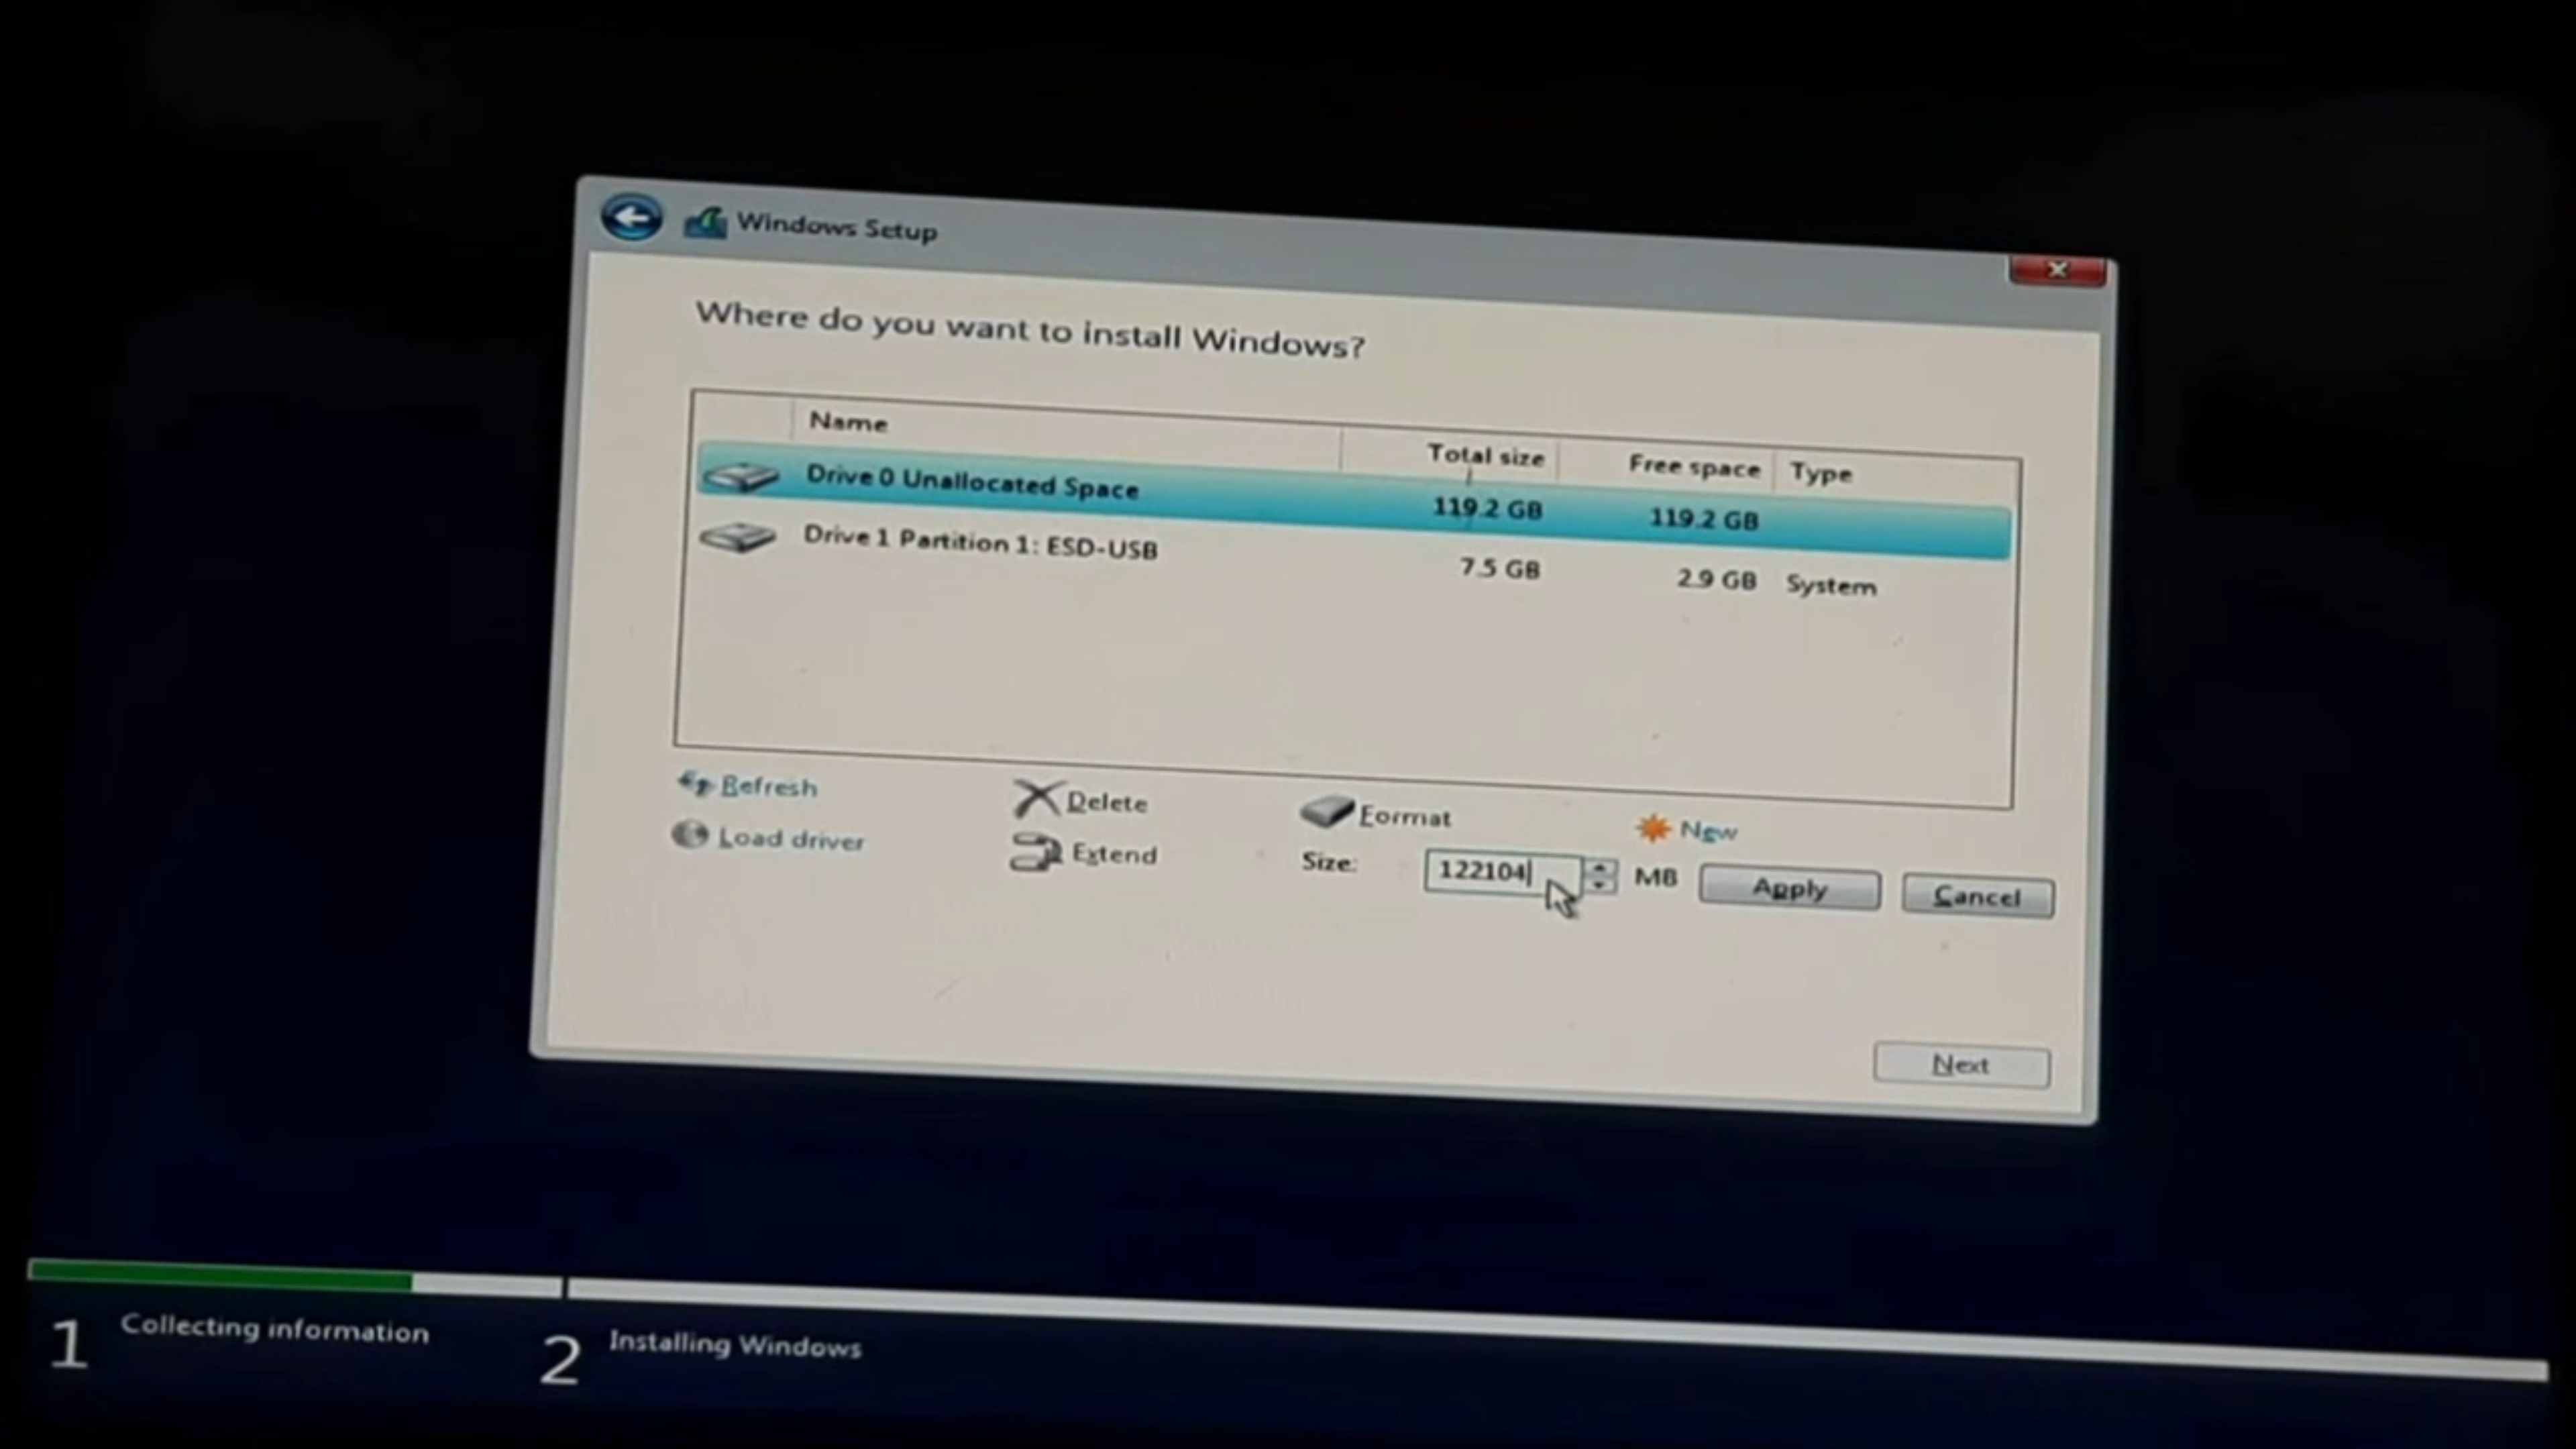 Windows Setup
Where do you want to install Windows?
Name Total size Free space Type
Drive 0 Unallocated Space 119.2 GB 119.2 GB
Drive 1 Partition 1: ESD-USB 7.5 GB 2.9 GB System
Refresh Delete Format New
Load driver Extend Size: 122104 MB Apply Cancel
Next
1 Collecting information 2 Installing Windows